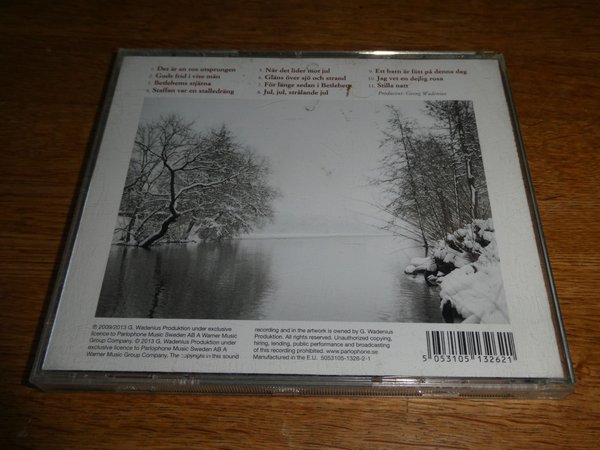 1. Det är an ros utsprungen
2. Guds frid i vise män
3. Betlehems stjärna
4. Staffan var en stalledräng
5. När det lider mot jul
6. Gläns över sjö och strand
7. För länge sedan i Betlehem
8. Jul, jul, strålande jul
9. Ett barn är fött på denna dag
10. Jag vet en dejlig rosa
11. Stilla natt
Producent: Georg Wadenius
℗ 2009/2013 G. Wadenius Produktion under exclusive
licence to Parlophone Music Sweden AB A Warner Music
Group Company. © 2013 G. Wadenius Produktion under
exclusive licence to Parlophone Music Sweden AB A
Warner Music Group Company. The copyright in this sound
recording and in the artwork is owned by G. Wadenius
Produktion. All rights reserved. Unauthorized copying,
hiring, lending, public performance and broadcasting
of this recording prohibited. www.parlophone.se
Manufactured in the E.U. 5053105-1326-2-1
5 053105 132621